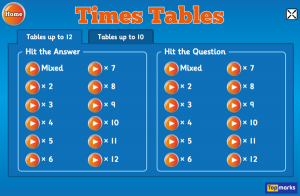 Home
Times Tables
Tables up to 12
Tables up to 10
Hit the Answer
Mixed
× 2
× 3
× 4
× 5
× 6
× 7
× 8
× 9
× 10
× 11
× 12
Hit the Question
Mixed
× 2
× 3
× 4
× 5
× 6
× 7
× 8
× 9
× 10
× 11
× 12
Topmarks